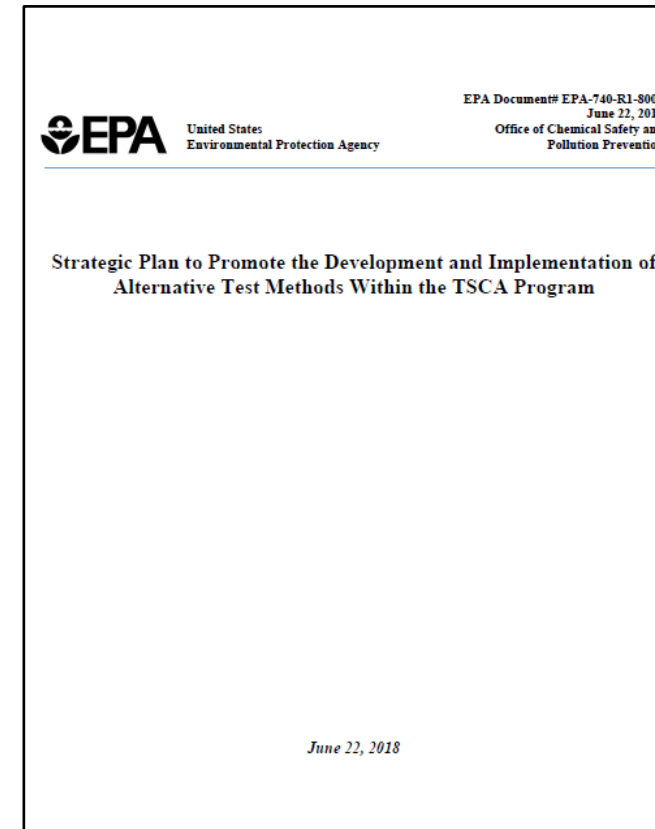 EPA Document# EPA-740-R1-800
June 22, 201
Office of Chemical Safety an
Pollution Preventio
EPA
United States
Environmental Protection Agency
Strategic Plan to Promote the Development and Implementation of
Alternative Test Methods Within the TSCA Program
June 22, 2018